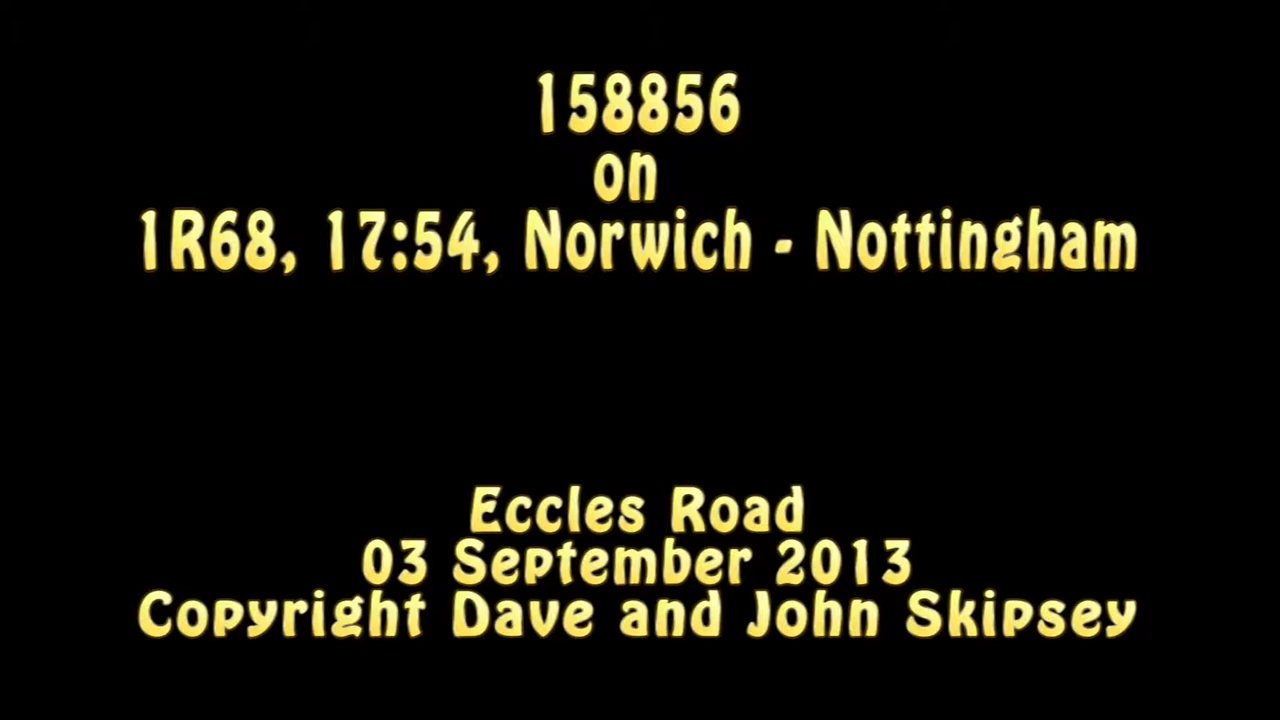 158856
on
1R68, 17:54, Norwich - Nottingham
Eccles Road
03 September 2013
Copyright Dave and John Skipsey